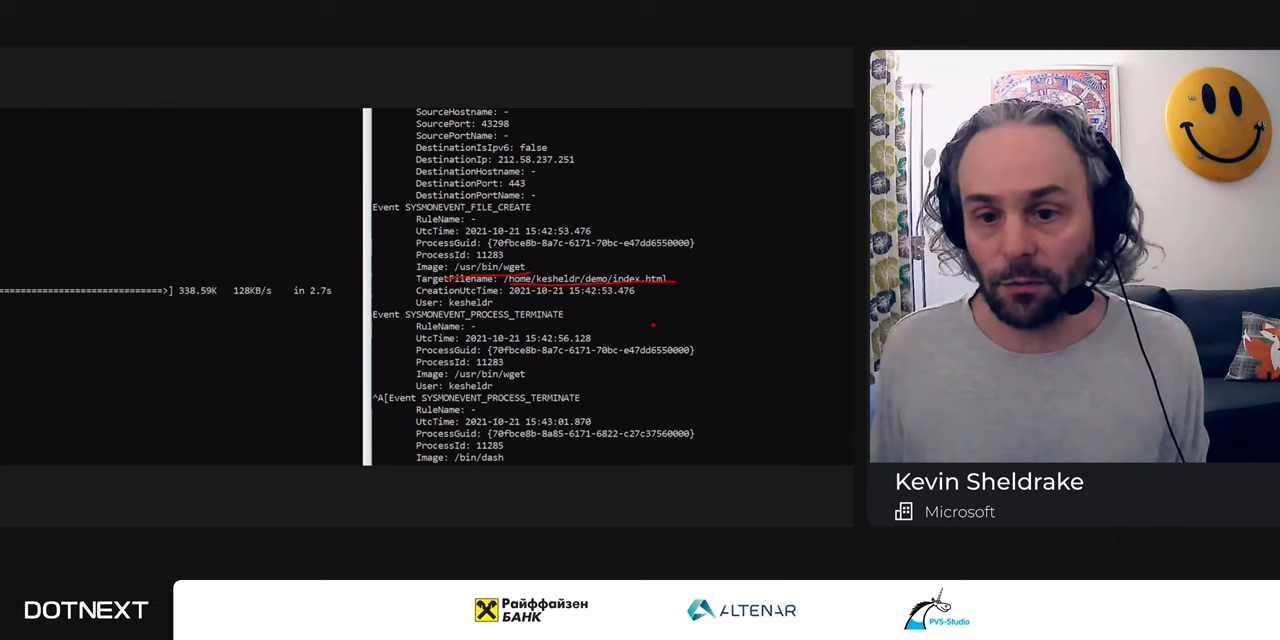 SourceHostname: -
SourcePort: 43298
SourcePortName: -
DestinationIsIpv6: false
DestinationIp: 212.58.237.251
DestinationHostname: -
DestinationPort: 443
DestinationPortName: -
Event SYSMONEVENT_FILE_CREATE
RuleName: -
UtcTime: 2021-10-21 15:42:53.476
ProcessGuid: {70fbce8b-8a7c-6171-70bc-e47dd6550000}
ProcessId: 11283
Image: /usr/bin/wget
TargetFilename: /home/kesheldr/demo/index.html
CreationUtcTime: 2021-10-21 15:42:53.476
User: kesheldr
Event SYSMONEVENT_PROCESS_TERMINATE
RuleName: -
UtcTime: 2021-10-21 15:42:56.128
ProcessGuid: {70fbce8b-8a7c-6171-70bc-e47dd6550000}
ProcessId: 11283
Image: /usr/bin/wget
User: kesheldr
^A[Event SYSMONEVENT_PROCESS_TERMINATE
RuleName: -
UtcTime: 2021-10-21 15:43:01.870
ProcessGuid: {70fbce8b-8a85-6171-6822-c27c37560000}
ProcessId: 11285
Image: /bin/dash
==============================>] 338.59K 128KB/s in 2.7s
Kevin Sheldrake
Microsoft
DOTNEXT
Райффайзен
БАНК
ALTENAR
PVS-Studio